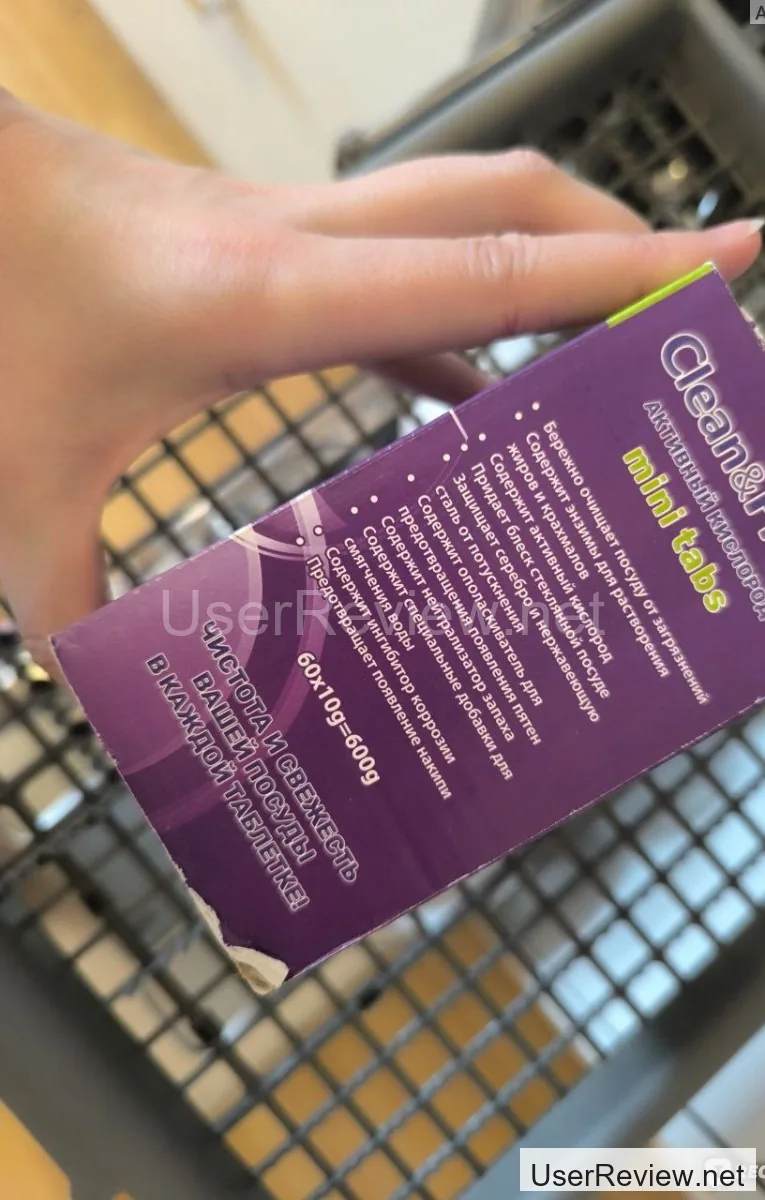 Clean&
АКТИВНЫЙ КИСЛОРОД
mini tabs
• Бережно очищает посуду от загрязнений
• Содержит энзимы для растворения
жиров и крахмалов
• Содержит активный кислород
• Придает блеск стеклянной посуде
• Защищает серебро и нержавеющую
сталь от потускнений
• Содержит ополаскиватель для
предотвращения появления пятен
• Содержит нейтрализатор запаха
• Содержит специальные добавки для
смягчения воды
• Содержит ингибитор коррозии
• Предотвращает появление накипи
60x10g=600g
ЧИСТОТА И СВЕЖЕСТЬ
ВАШЕЙ ПОСУДЫ
В КАЖДОЙ ТАБЛЕТКЕ!
UserReview.net
UserReview.net